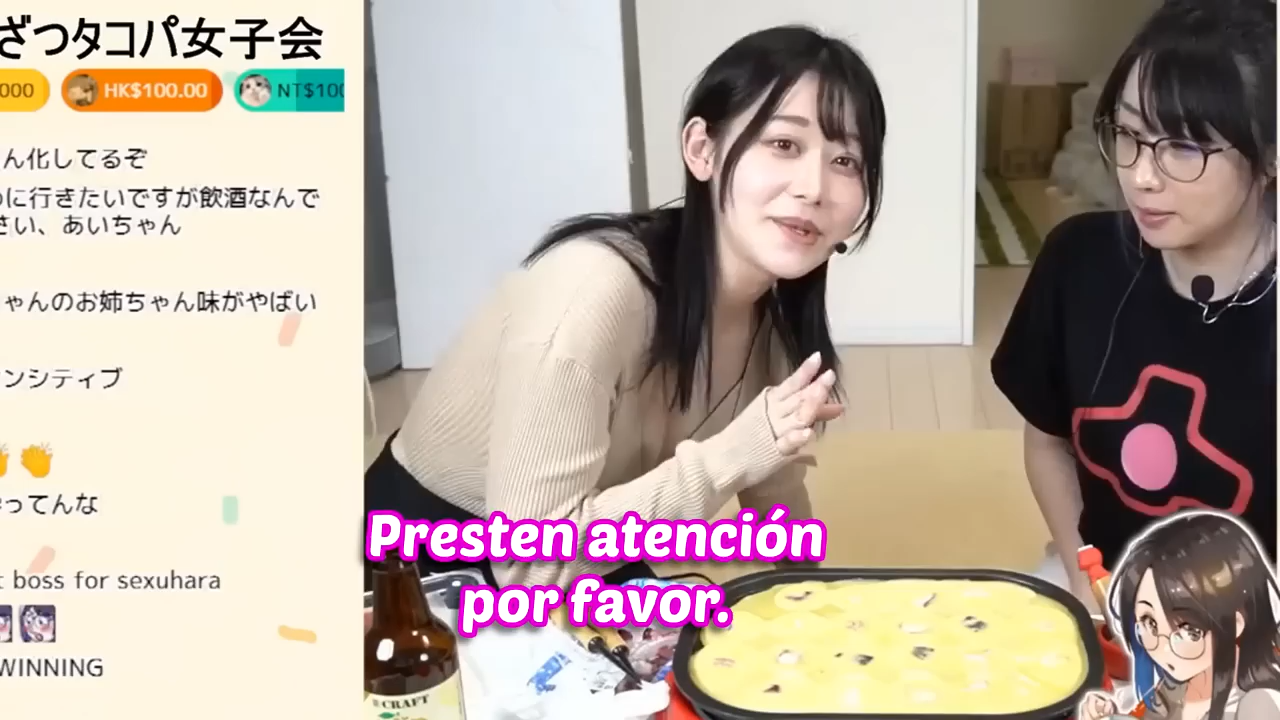 ざつタコパ女子会
000
HK$100.00
NT$100
ん化してるぞ
に行きたいですが飲酒なんで
さい、あいちゃん
ゃんのお姉ちゃん味がやばい
ンシティブ
ってんな
boss for sexuhara
WINNING
Presten atención
por favor.
CRAFT